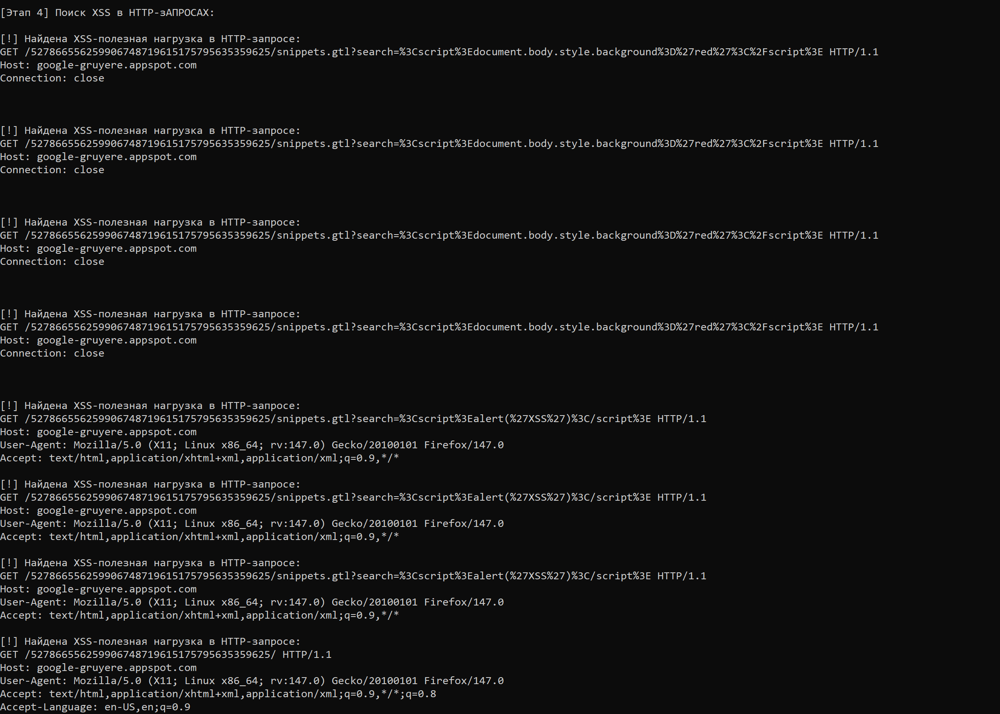 [Этап 4] Поиск XSS в HTTP-зАПРОСАХ:
[!] Найдена XSS-полезная нагрузка в HTTP-запросе:
GET /527866556259906748719615175795635359625/snippets.gtl?search=%3Cscript%3Edocument.body.style.background%3D%27red%27%3C%2Fscript%3E HTTP/1.1
Host: google-gruyere.appspot.com
Connection: close
[!] Найдена XSS-полезная нагрузка в HTTP-запросе:
GET /527866556259906748719615175795635359625/snippets.gtl?search=%3Cscript%3Edocument.body.style.background%3D%27red%27%3C%2Fscript%3E HTTP/1.1
Host: google-gruyere.appspot.com
Connection: close
[!] Найдена XSS-полезная нагрузка в HTTP-запросе:
GET /527866556259906748719615175795635359625/snippets.gtl?search=%3Cscript%3Edocument.body.style.background%3D%27red%27%3C%2Fscript%3E HTTP/1.1
Host: google-gruyere.appspot.com
Connection: close
[!] Найдена XSS-полезная нагрузка в HTTP-запросе:
GET /527866556259906748719615175795635359625/snippets.gtl?search=%3Cscript%3Edocument.body.style.background%3D%27red%27%3C%2Fscript%3E HTTP/1.1
Host: google-gruyere.appspot.com
Connection: close
[!] Найдена XSS-полезная нагрузка в HTTP-запросе:
GET /527866556259906748719615175795635359625/snippets.gtl?search=%3Cscript%3Ealert(%27XSS%27)%3C/script%3E HTTP/1.1
Host: google-gruyere.appspot.com
User-Agent: Mozilla/5.0 (X11; Linux x86_64; rv:147.0) Gecko/20100101 Firefox/147.0
Accept: text/html,application/xhtml+xml,application/xml;q=0.9,*/*
[!] Найдена XSS-полезная нагрузка в HTTP-запросе:
GET /527866556259906748719615175795635359625/snippets.gtl?search=%3Cscript%3Ealert(%27XSS%27)%3C/script%3E HTTP/1.1
Host: google-gruyere.appspot.com
User-Agent: Mozilla/5.0 (X11; Linux x86_64; rv:147.0) Gecko/20100101 Firefox/147.0
Accept: text/html,application/xhtml+xml,application/xml;q=0.9,*/*
[!] Найдена XSS-полезная нагрузка в HTTP-запросе:
GET /527866556259906748719615175795635359625/snippets.gtl?search=%3Cscript%3Ealert(%27XSS%27)%3C/script%3E HTTP/1.1
Host: google-gruyere.appspot.com
User-Agent: Mozilla/5.0 (X11; Linux x86_64; rv:147.0) Gecko/20100101 Firefox/147.0
Accept: text/html,application/xhtml+xml,application/xml;q=0.9,*/*
[!] Найдена XSS-полезная нагрузка в HTTP-запросе:
GET /527866556259906748719615175795635359625/ HTTP/1.1
Host: google-gruyere.appspot.com
User-Agent: Mozilla/5.0 (X11; Linux x86_64; rv:147.0) Gecko/20100101 Firefox/147.0
Accept: text/html,application/xhtml+xml,application/xml;q=0.9,*/*;q=0.8
Accept-Language: en-US,en;q=0.9